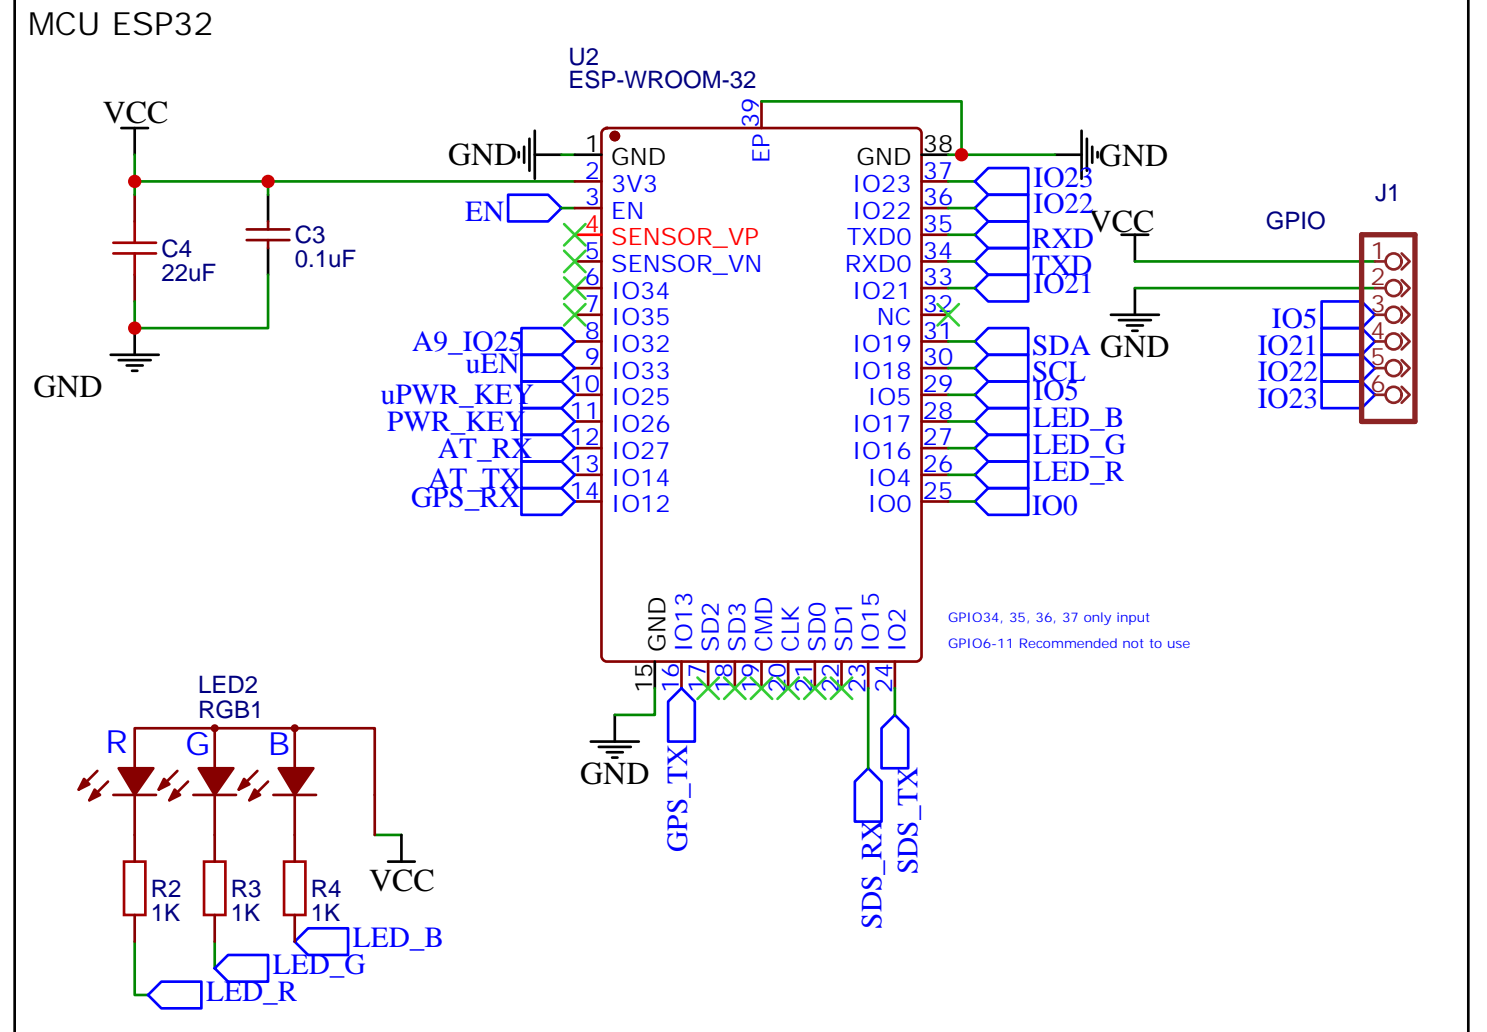 MCU ESP32
U2
ESP-WROOM-32
VCC
GND
C4
22uF
C3
0.1uF
GND
EN
A9_IO25
uEN
uPWR_KEY
PWR_KEY
AT_RX
AT_TX
GPS_RX
1 GND
2 3V3
3 EN
4 SENSOR_VP
5 SENSOR_VN
6 IO34
7 IO35
8 IO32
9 IO33
10 IO25
11 IO26
12 IO27
13 IO14
14 IO12
39 EP
GND 38
IO23 37
IO22 36
TXD0 35
RXD0 34
IO21 33
NC 32
IO19 31
IO18 30
IO5 29
IO17 28
IO16 27
IO4 26
IO0 25
GND
IO23
IO22
RXD
TXD
IO21
SDA
SCL
IO5
LED_B
LED_G
LED_R
IO0
15 GND
16 IO13
17 SD2
18 SD3
19 CMD
20 CLK
21 SD0
22 SD1
23 IO15
24 IO2
GND
GPS_TX
SDS_RX
SDS_TX
J1
GPIO
VCC
GND
1
2
3
4
5
6
IO5
IO21
IO22
IO23
GPIO34, 35, 36, 37 only input
GPIO6-11 Recommended not to use
LED2
RGB1
R
G
B
R2
1K
R3
1K
R4
1K
VCC
LED_B
LED_G
LED_R